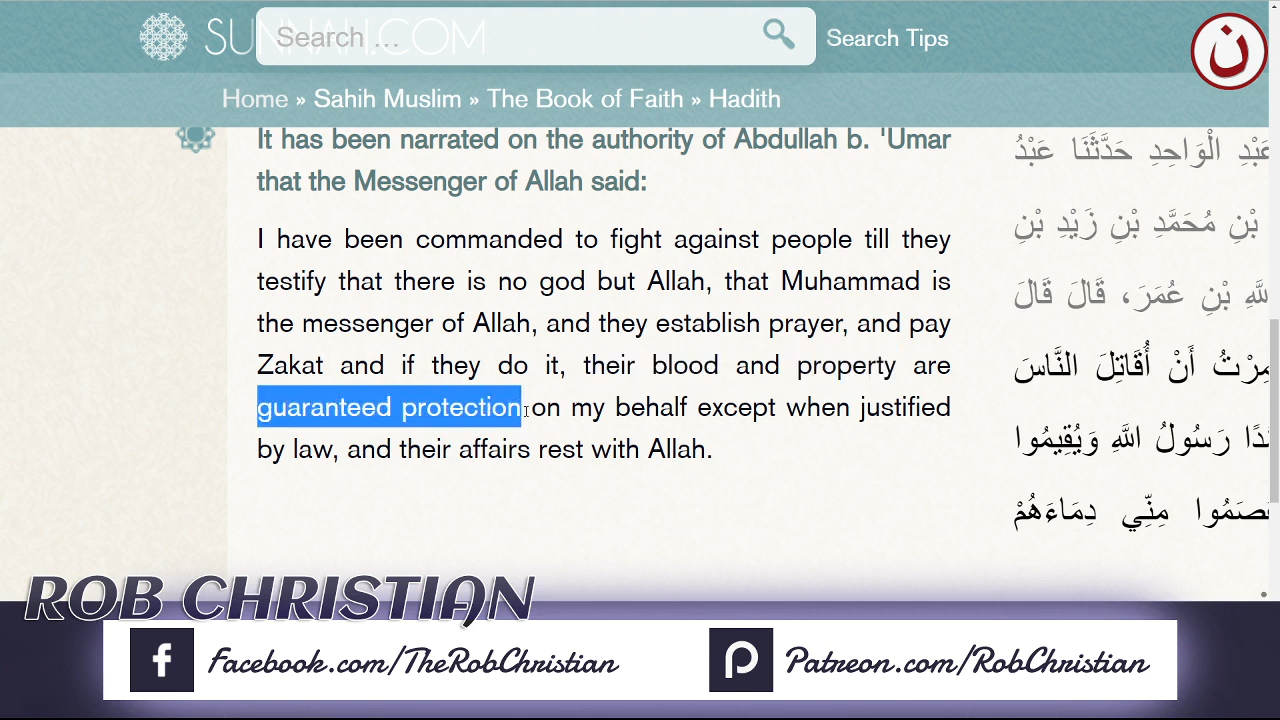 SUNNAH.COM
Search ...
Search Tips
ن
Home » Sahih Muslim » The Book of Faith » Hadith
It has been narrated on the authority of Abdullah b. 'Umar
that the Messenger of Allah said:
I have been commanded to fight against people till they
testify that there is no god but Allah, that Muhammad is
the messenger of Allah, and they establish prayer, and pay
Zakat and if they do it, their blood and property are
guaranteed protection on my behalf except when justified
by law, and their affairs rest with Allah.
عَبْدِ الْوَاحِدِ حَدَّثَنَا عَبْدُ
بْنِ مُحَمَّدِ بْنِ زَيْدِ بْنِ
بْنِ عُمَرَ، قَالَ قَالَ
أَنْ أُقَاتِلَ النَّاسَ
رَسُولُ اللَّهِ وَيُقِيمُوا
مِنِّي دِمَاءَهُمْ
ROB CHRISTIAN
Facebook.com/TheRobChristian
Patreon.com/RobChristian